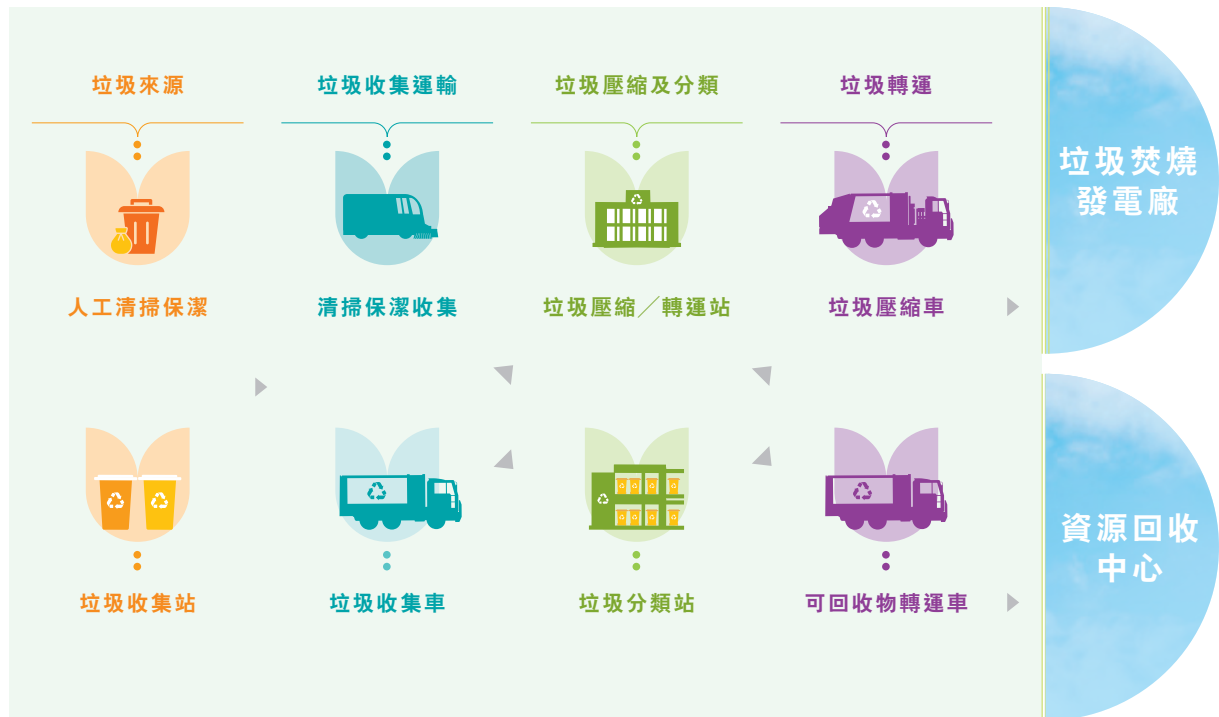 垃圾來源
垃圾收集運輸
垃圾壓縮及分類
垃圾轉運
人工清掃保潔
清掃保潔收集
垃圾壓縮／轉運站
垃圾壓縮車
垃圾焚燒
發電廠
垃圾收集站
垃圾收集車
垃圾分類站
可回收物轉運車
資源回收
中心